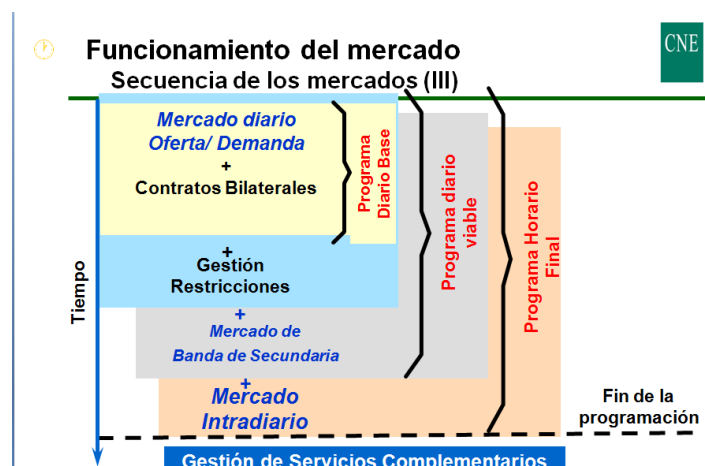 Funcionamiento del mercado
Secuencia de los mercados (III)
CNE
Mercado diario
Oferta/ Demanda
+
Contratos Bilaterales
Programa
Diario Base
+
Gestión
Restricciones
Programa diario
viable
+
Mercado de
Banda de Secundaria
Programa Horario
Final
+
Mercado
Intradiario
Tiempo
Fin de la
programación
Gestión de Servicios Complementarios